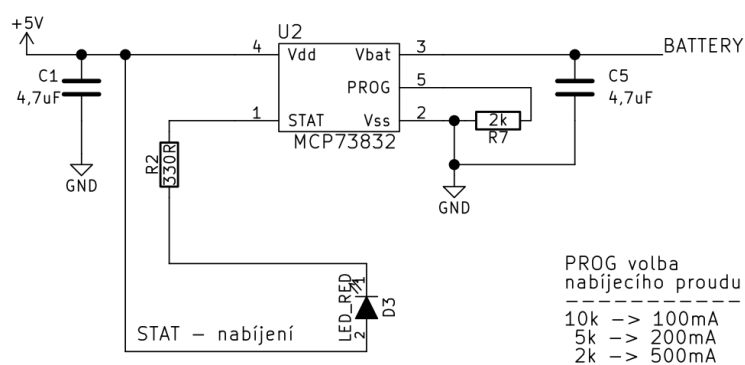 +5V
U2
4
Vdd
Vbat
3
BATTERY
C1
4,7uF
PROG
5
C5
4,7uF
1
STAT
Vss
2
2k
R7
MCP73832
R2
330R
GND
GND
LED_RED
1
2
D3
STAT – nabíjení
PROG volba
nabíjecího proudu
––––––––––––
10k –> 100mA
5k –> 200mA
2k –> 500mA